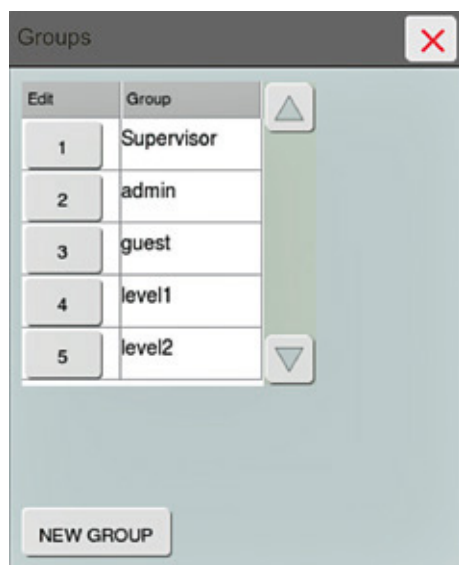 Groups
Edit Group
1 Supervisor
2 admin
3 guest
4 level1
5 level2
NEW GROUP